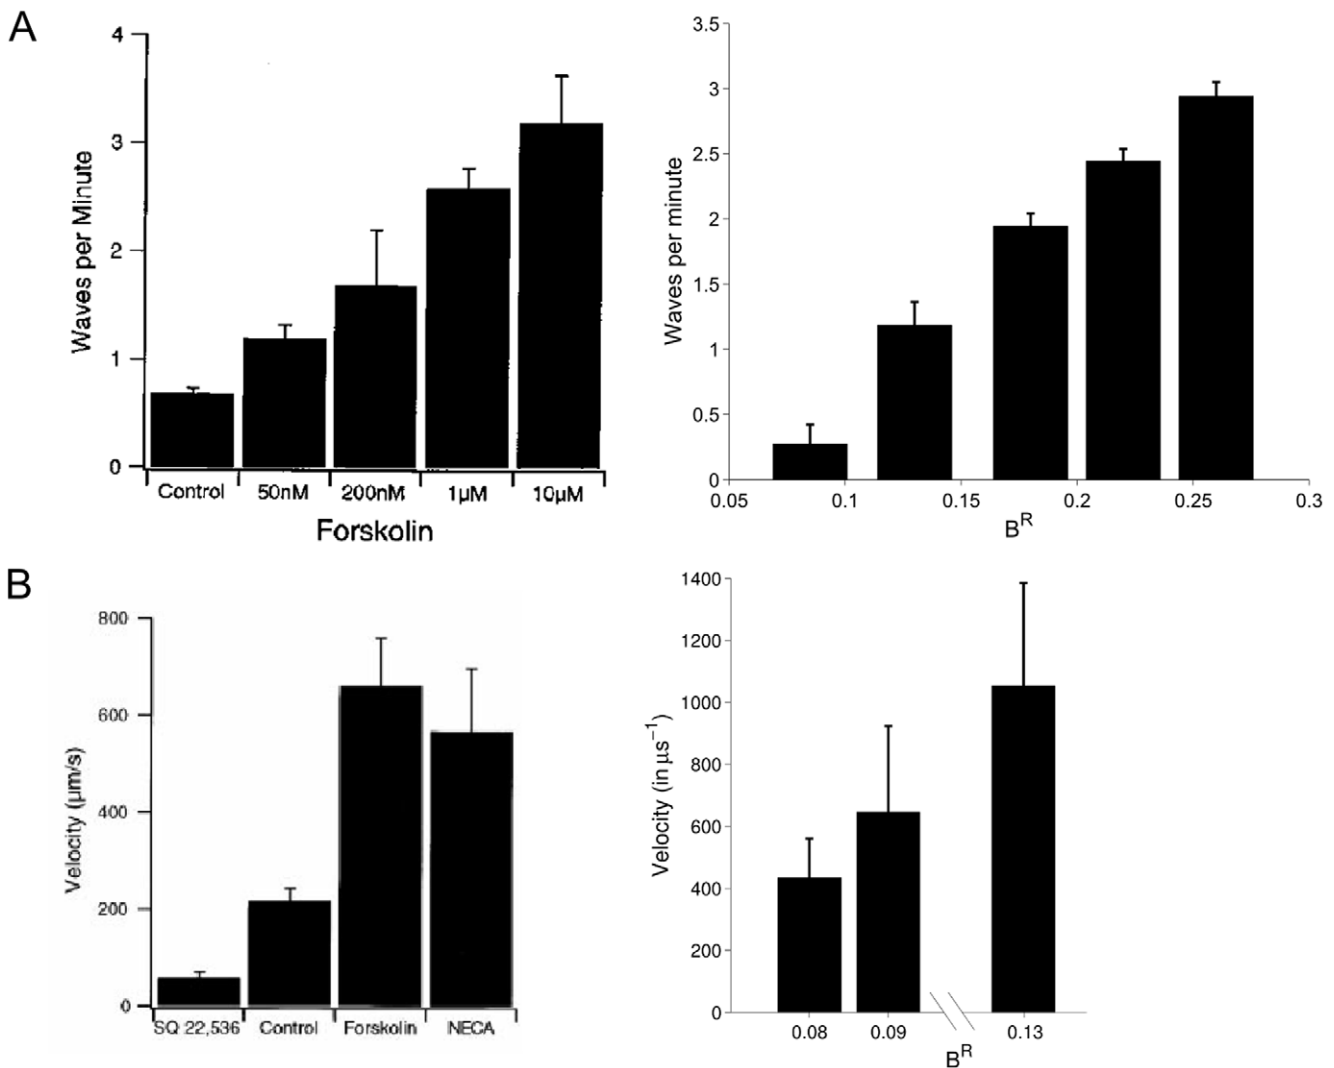 A
Waves per Minute
4
3
2
1
0
Control 50nM 200nM 1μM 10μM
Forskolin
Waves per minute
3.5
3
2.5
2
1.5
1
0.5
0
0.05 0.1 0.15 0.2 0.25 0.3
B^R
B
Velocity (μm/s)
800
600
400
200
0
SQ 22,536 Control Forskolin NECA
Velocity (in μs⁻¹)
1400
1200
1000
800
600
400
200
0
0.08 0.09 0.13
B^R